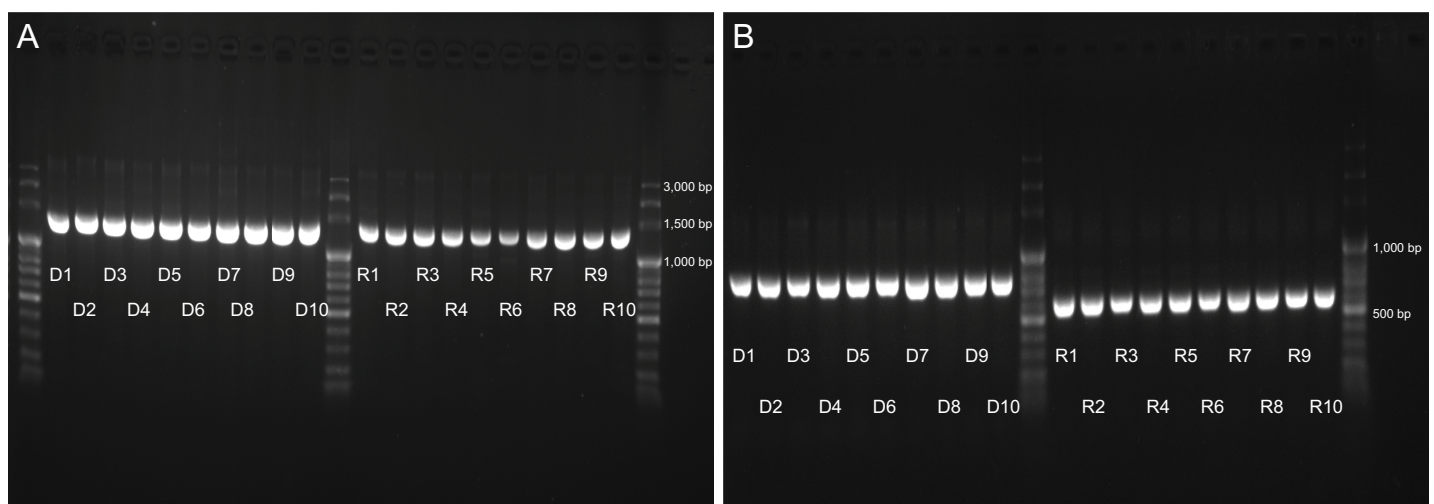 A
B
3,000 bp
1,500 bp
1,000 bp
D1 D3 D5 D7 D9 R1 R3 R5 R7 R9
D2 D4 D6 D8 D10 R2 R4 R6 R8 R10
1,000 bp
500 bp
D1 D3 D5 D7 D9 R1 R3 R5 R7 R9
D2 D4 D6 D8 D10 R2 R4 R6 R8 R10